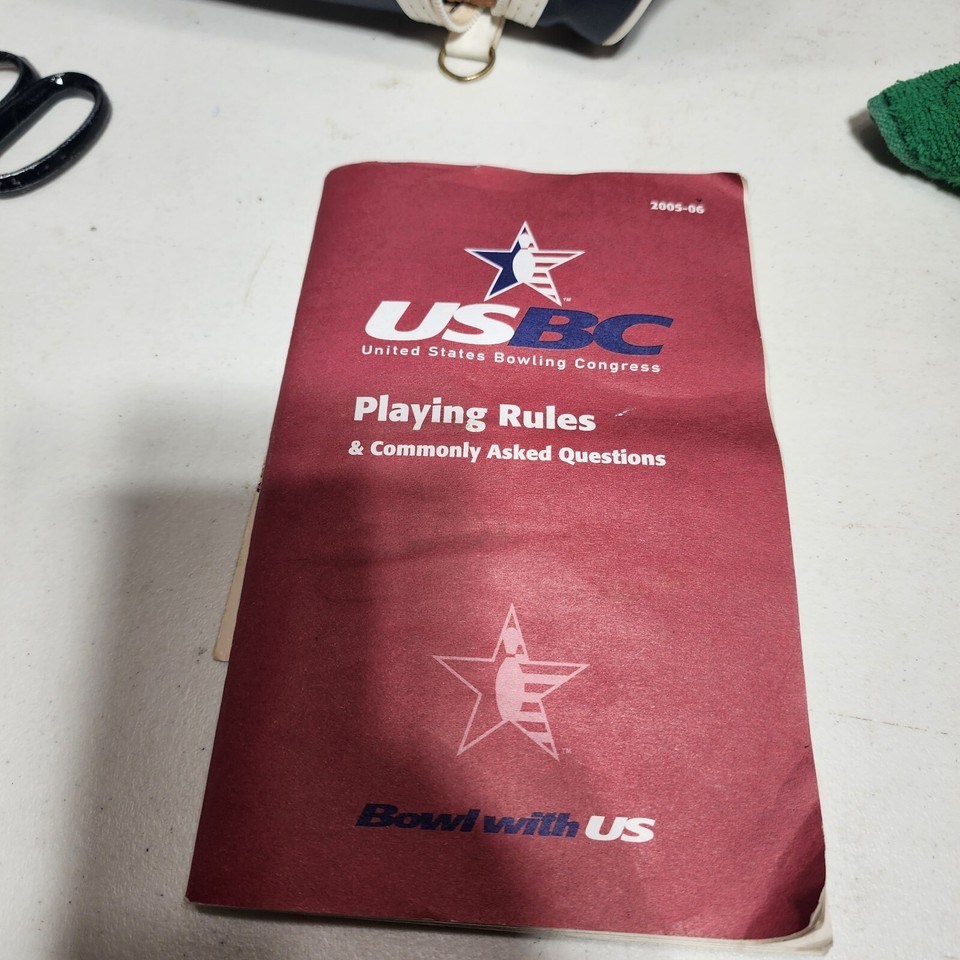 2005-06
USBC
United States Bowling Congress
Playing Rules
& Commonly Asked Questions
Bowl with US